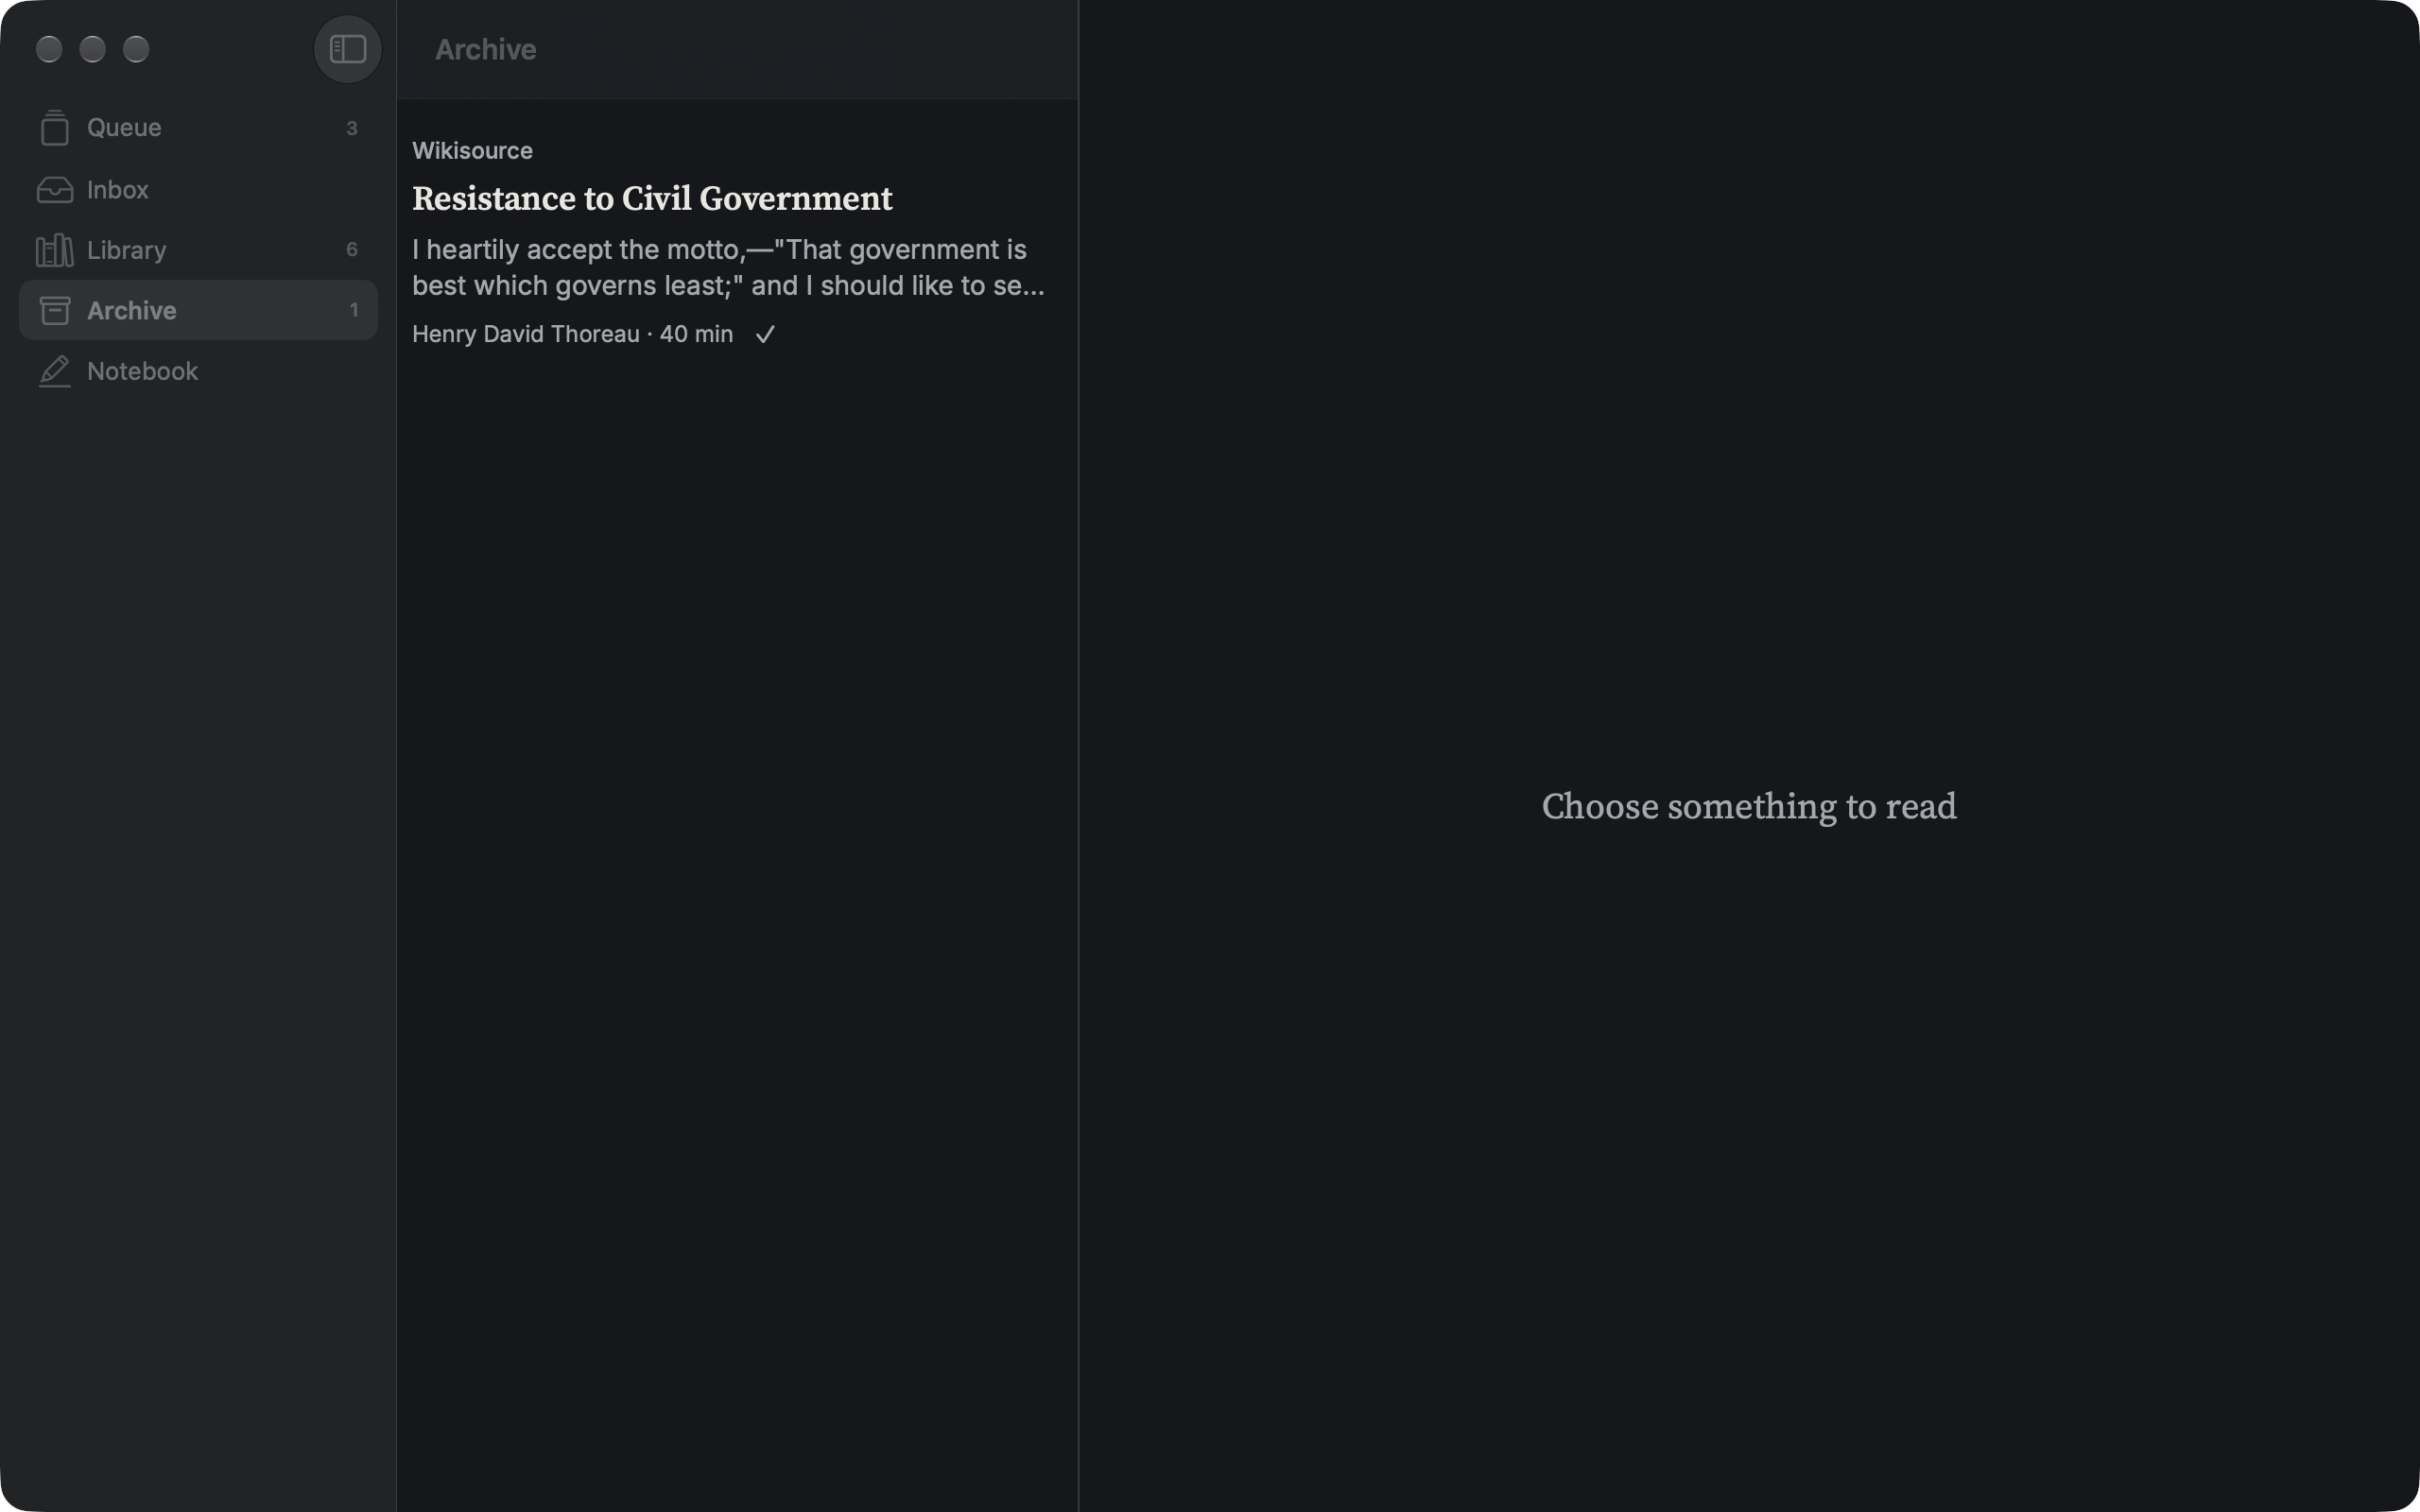 Queue 3
Inbox
Library 6
Archive 1
Notebook
Archive
Wikisource
Resistance to Civil Government
I heartily accept the motto,—"That government is
best which governs least;" and I should like to se...
Henry David Thoreau · 40 min ✓
Choose something to read